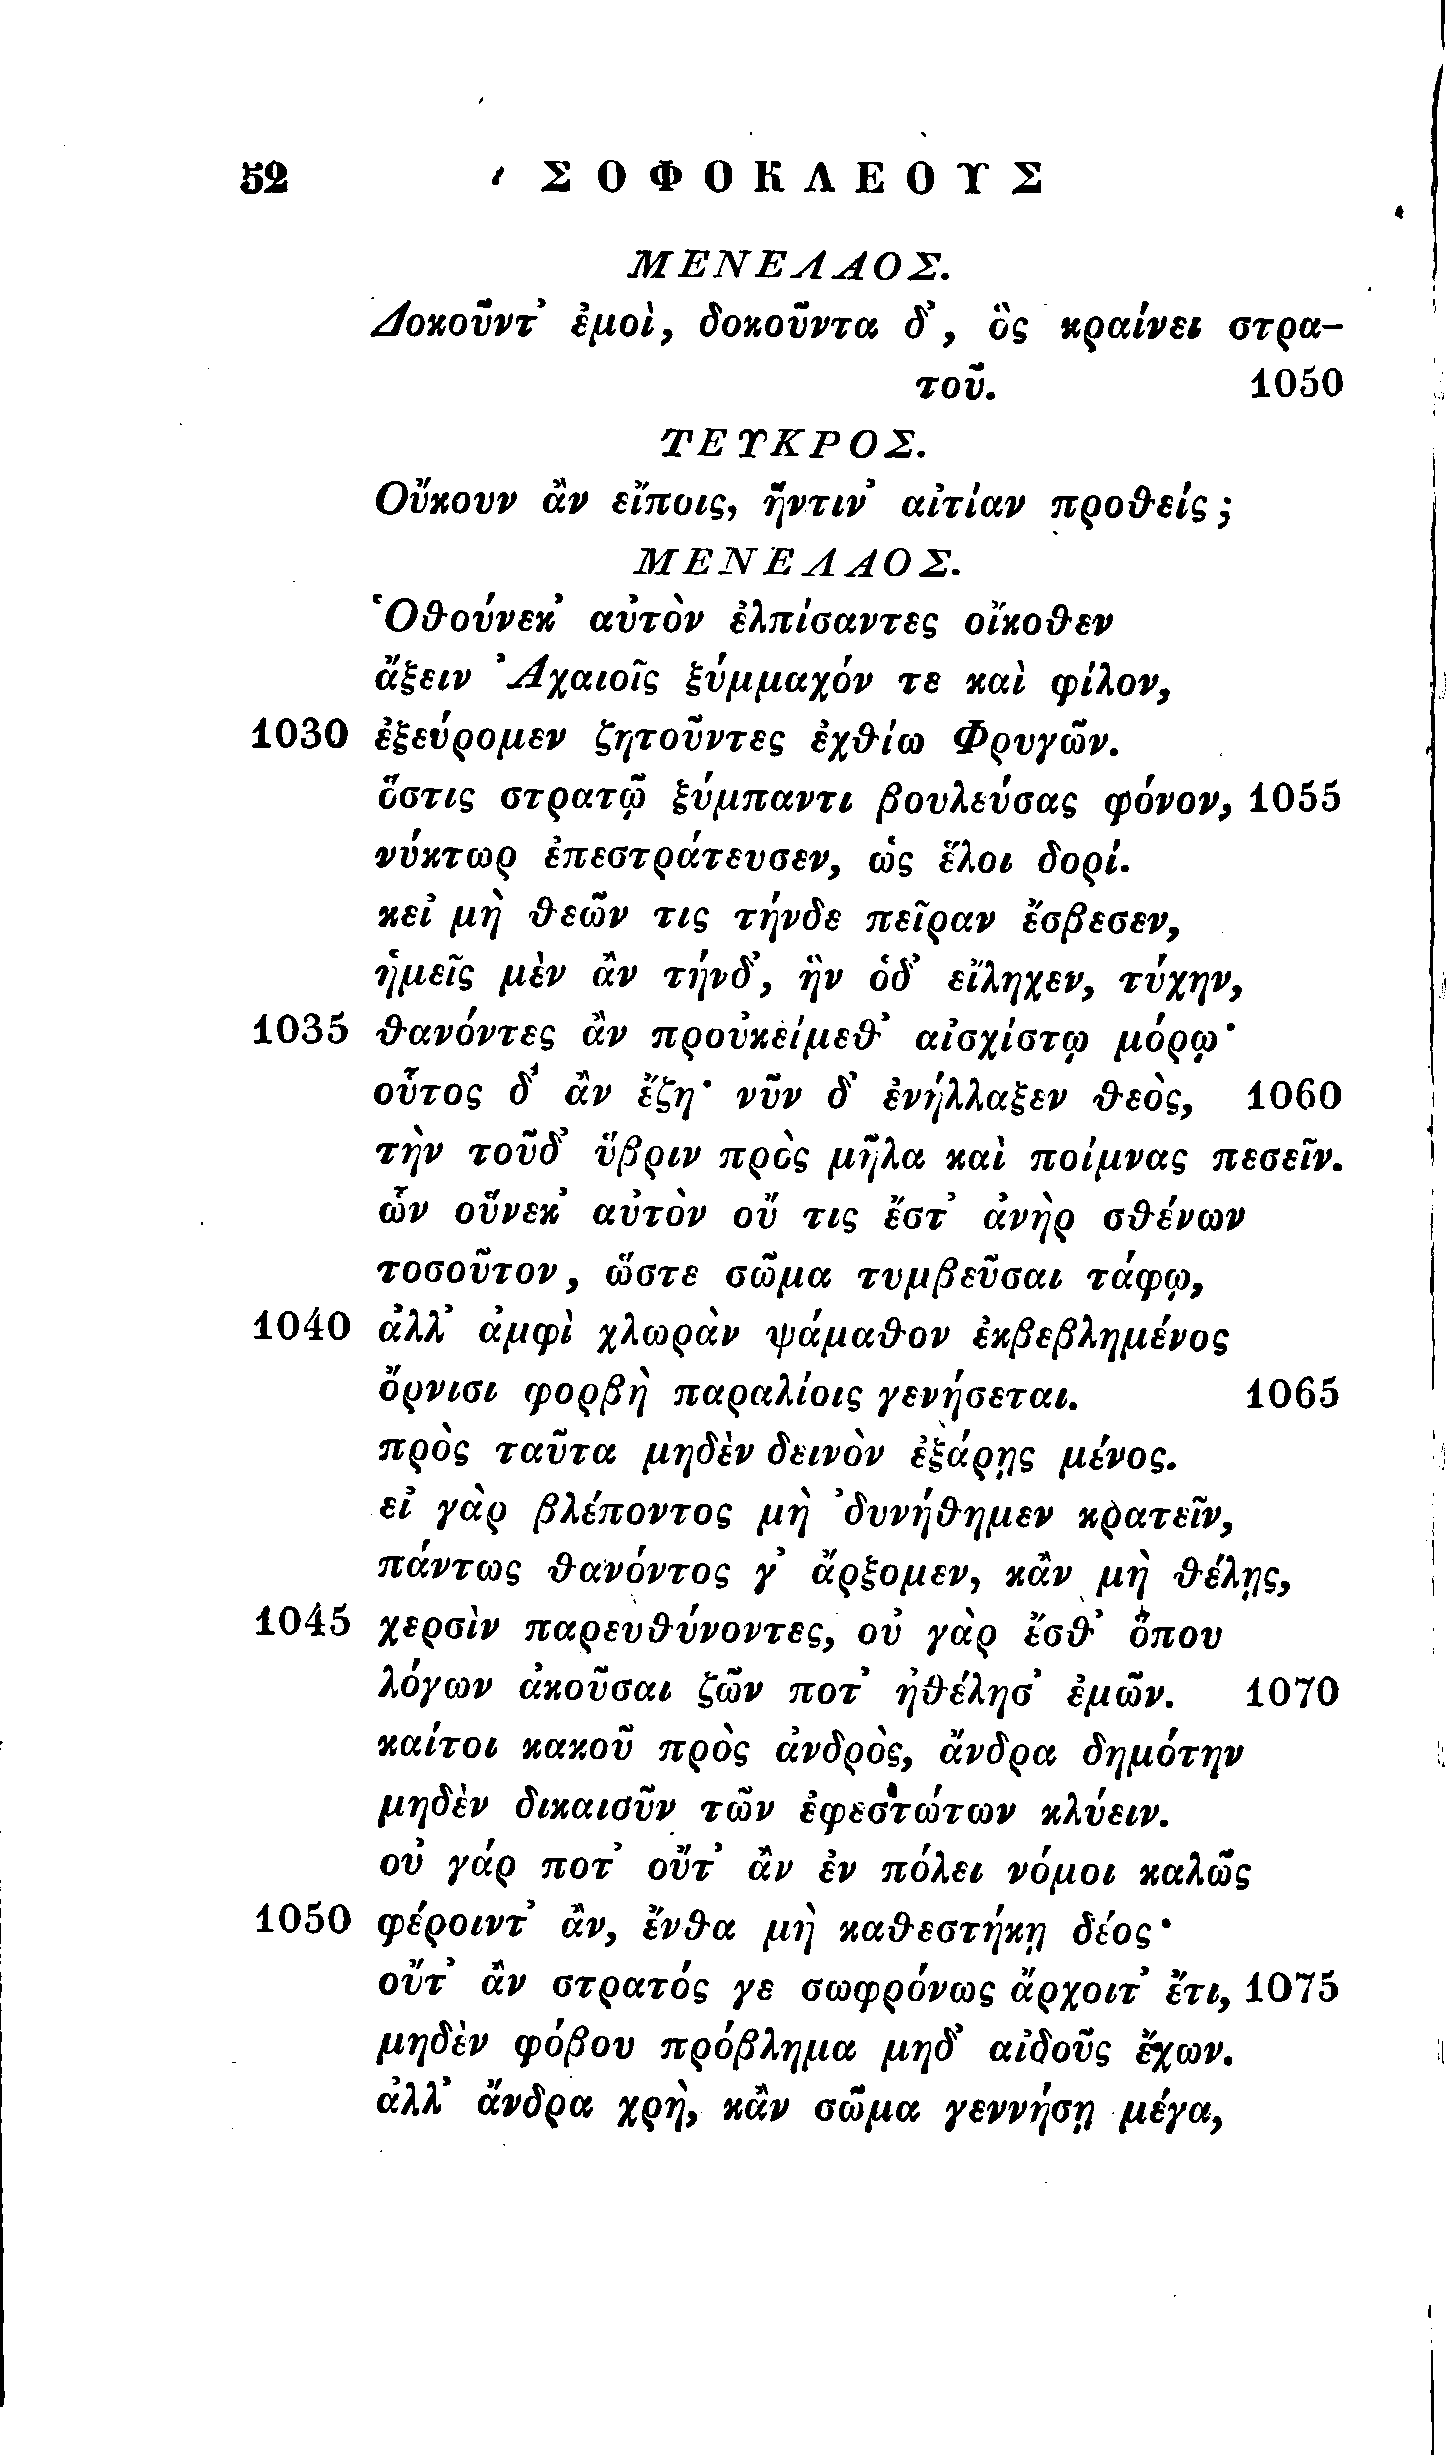 52 ΣΟΦΟΚΛΕΟΥΣ
ΜΕΝΕΛΑΟΣ.
Δοκοῦντ᾽ ἐμοὶ, δοκοῦντα δ᾽, ὃς κραίνει στρα-
τοῦ. 1050
ΤΕΥΚΡΟΣ.
Οὔκουν ἂν εἴποις, ἥντιν᾽ αἰτίαν προθείς;
ΜΕΝΕΛΑΟΣ.
Ὁθούνεκ᾽ αὐτὸν ἐλπίσαντες οἴκοθεν
ἄξειν Ἀχαιοῖς ξύμμαχόν τε καὶ φίλον,
1030 ἐξεύρομεν ζητοῦντες ἐχθίω Φρυγῶν.
ὅστις στρατῷ ξύμπαντι βουλεύσας φόνον, 1055
νύκτωρ ἐπεστράτευσεν, ὡς ἕλοι δορί.
κεἰ μὴ θεῶν τις τήνδε πεῖραν ἔσβεσεν,
ἡμεῖς μὲν ἂν τήνδ᾽, ἣν ὁδ᾽ εἴληχεν, τύχην,
1035 θανόντες ἂν προὐκείμεθ᾽ αἰσχίστῳ μόρῳ·
οὗτος δ᾽ ἂν ἔζη· νῦν δ᾽ ἐνήλλαξεν θεὸς, 1060
τὴν τοῦδ᾽ ὕβριν πρὸς μῆλα καὶ ποίμνας πεσεῖν.
ὧν οὕνεκ᾽ αὐτὸν οὔ τις ἔστ᾽ ἀνὴρ σθένων
τοσοῦτον, ὥστε σῶμα τυμβεῦσαι τάφῳ,
1040 ἀλλ᾽ ἀμφὶ χλωρὰν ψάμαθον ἐκβεβλημένος
ὄρνισι φορβὴ παραλίοις γενήσεται. 1065
πρὸς ταῦτα μηδὲν δεινὸν ἐξάρῃς μένος.
εἰ γὰρ βλέποντος μὴ ᾽δυνήθημεν κρατεῖν,
πάντως θανόντος γ᾽ ἄρξομεν, κἂν μὴ θέλῃς,
1045 χερσὶν παρευθύνοντες, οὐ γὰρ ἔσθ᾽ ὅπου
λόγων ἀκοῦσαι ζῶν ποτ᾽ ἠθέλησ᾽ ἐμῶν. 1070
καίτοι κακοῦ πρὸς ἀνδρὸς, ἄνδρα δημότην
μηδὲν δικαιοῦν τῶν ἐφεστώτων κλύειν.
οὐ γάρ ποτ᾽ οὔτ᾽ ἂν ἐν πόλει νόμοι καλῶς
1050 φέροιντ᾽ ἂν, ἔνθα μὴ καθεστήκῃ δέος·
οὔτ᾽ ἂν στρατός γε σωφρόνως ἄρχοιτ᾽ ἔτι, 1075
μηδὲν φόβου πρόβλημα μηδ᾽ αἰδοῦς ἔχων.
ἀλλ᾽ ἄνδρα χρὴ, κἂν σῶμα γεννήσῃ μέγα,